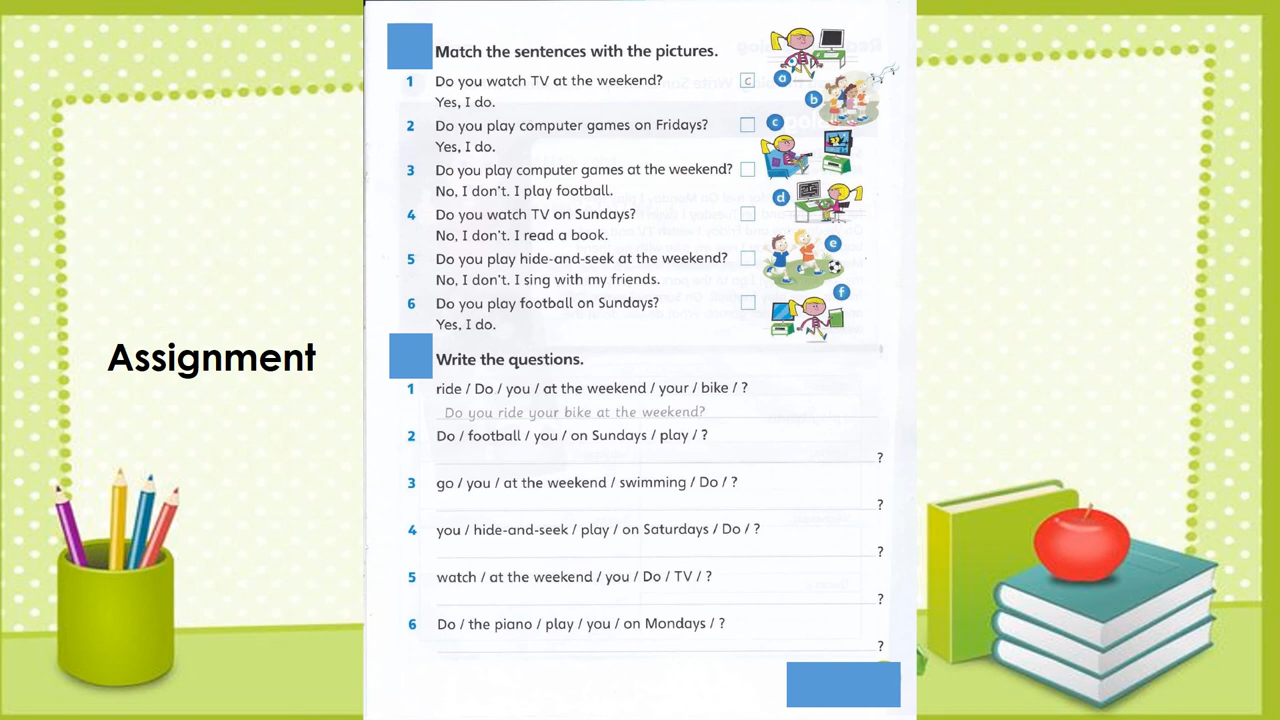 Assignment
Match the sentences with the pictures.
1 Do you watch TV at the weekend? c
Yes, I do.
2 Do you play computer games on Fridays?
Yes, I do.
3 Do you play computer games at the weekend?
No, I don't. I play football.
4 Do you watch TV on Sundays?
No, I don't. I read a book.
5 Do you play hide-and-seek at the weekend?
No, I don't. I sing with my friends.
6 Do you play football on Sundays?
Yes, I do.
a
b
c
d
e
f
Write the questions.
1 ride / Do / you / at the weekend / your / bike / ?
Do you ride your bike at the weekend?
2 Do / football / you / on Sundays / play / ?
?
3 go / you / at the weekend / swimming / Do / ?
?
4 you / hide-and-seek / play / on Saturdays / Do / ?
?
5 watch / at the weekend / you / Do / TV / ?
?
6 Do / the piano / play / you / on Mondays / ?
?